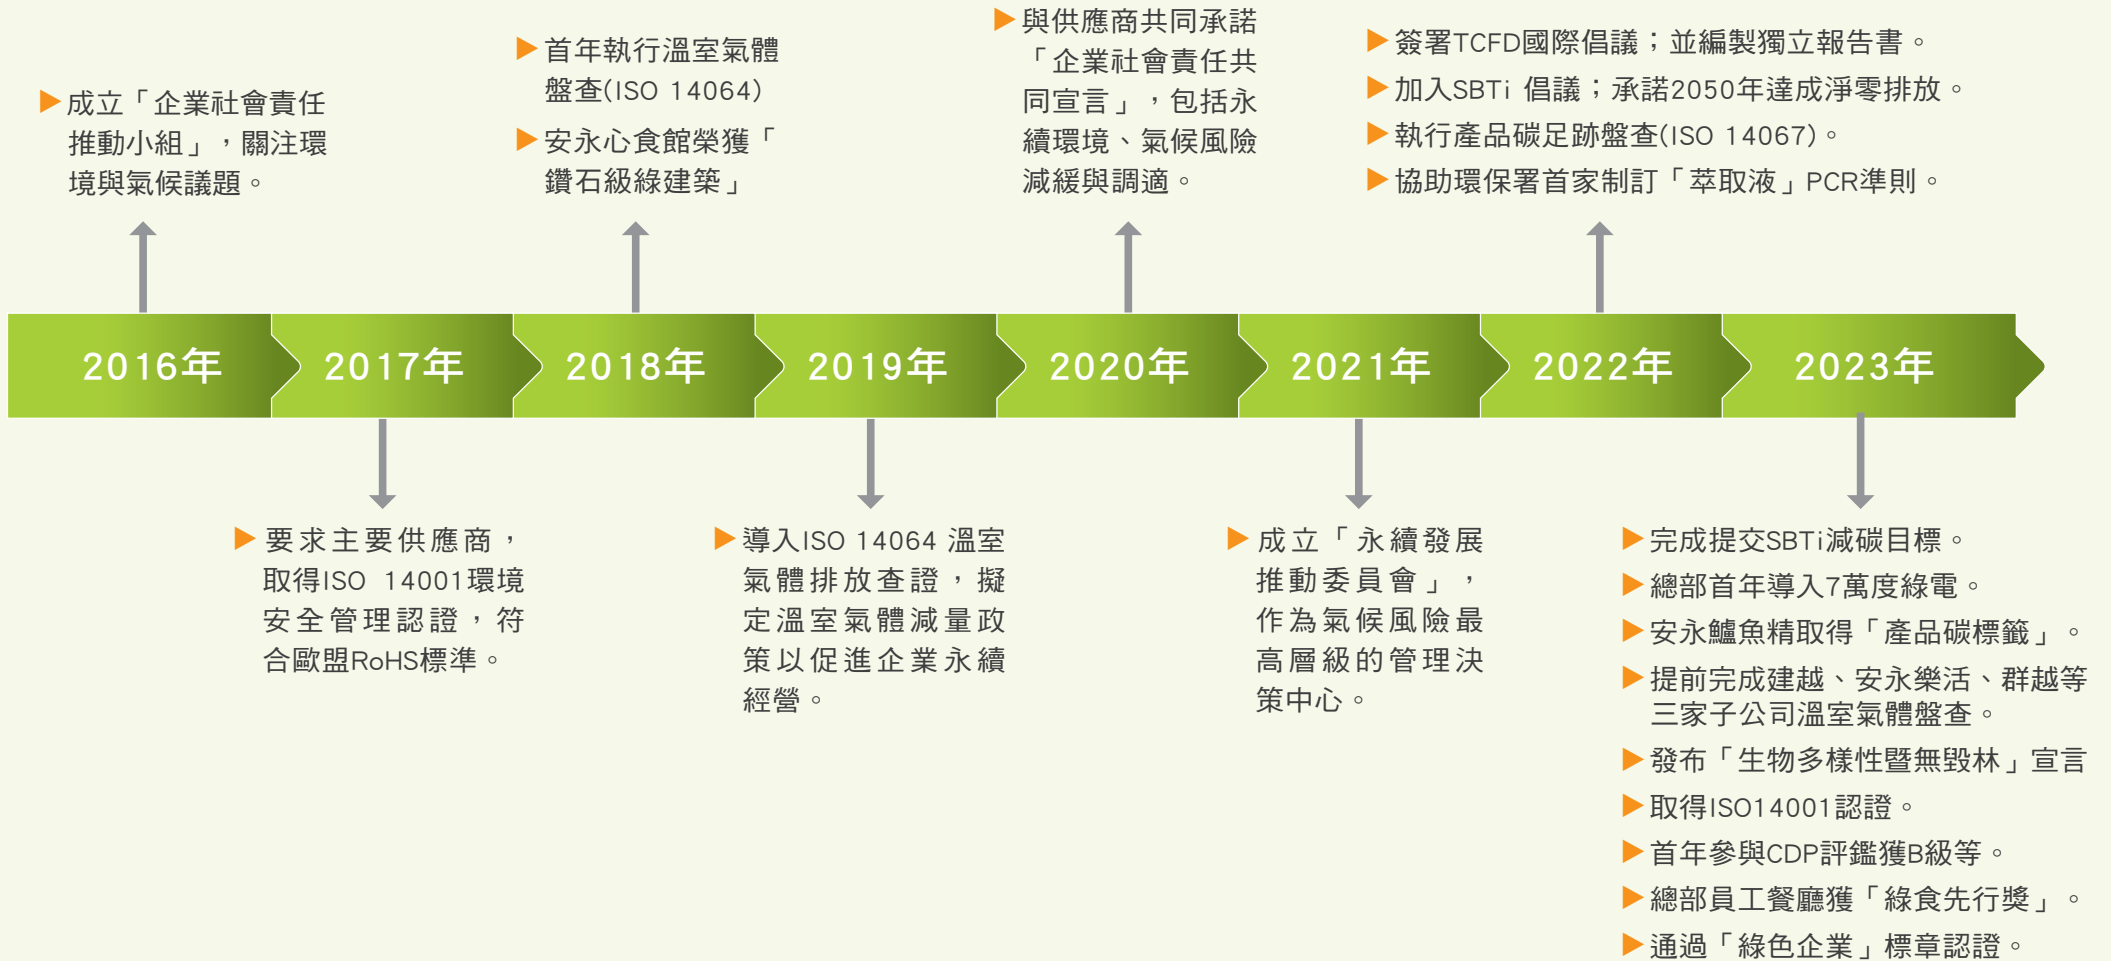 成立「企業社會責任
推動小組」，關注環
境與氣候議題。
首年執行溫室氣體
盤查(ISO 14064)
安永心食館榮獲「
鑽石級綠建築」
與供應商共同承諾
「企業社會責任共
同宣言」，包括永
續環境、氣候風險
減緩與調適。
簽署TCFD國際倡議；並編製獨立報告書。
加入SBTi 倡議；承諾2050年達成淨零排放。
執行產品碳足跡盤查(ISO 14067)。
協助環保署首家制訂「萃取液」PCR準則。
2016年
2017年
2018年
2019年
2020年
2021年
2022年
2023年
要求主要供應商，
取得ISO 14001環境
安全管理認證，符
合歐盟RoHS標準。
導入ISO 14064 溫室
氣體排放查證，擬
定溫室氣體減量政
策以促進企業永續
經營。
成立「永續發展
推動委員會」，
作為氣候風險最
高層級的管理決
策中心。
完成提交SBTi減碳目標。
總部首年導入7萬度綠電。
安永鱸魚精取得「產品碳標籤」。
提前完成建越、安永樂活、群越等
三家子公司溫室氣體盤查。
發布「生物多樣性暨無毀林」宣言
取得ISO14001認證。
首年參與CDP評鑑獲B級等。
總部員工餐廳獲「綠食先行獎」。
通過「綠色企業」標章認證。